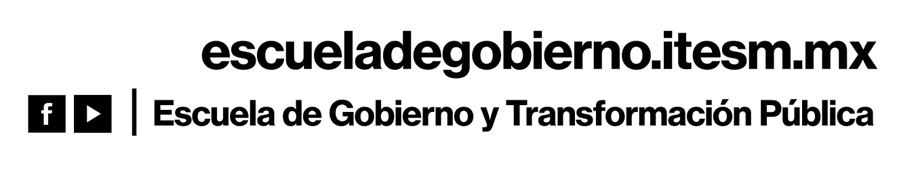 escueladegobierno.itesm.mx
f | Escuela de Gobierno y Transformación Pública